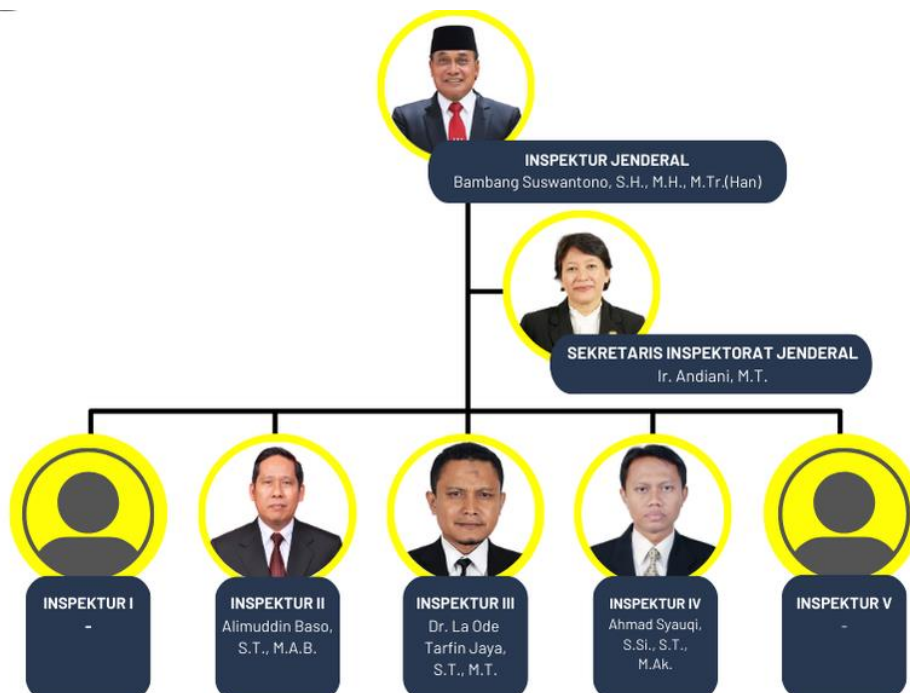 INSPEKTUR JENDERAL
Bambang Suswantono, S.H., M.H., M.Tr.(Han)
SEKRETARIS INSPEKTORAT JENDERAL
Ir. Andiani, M.T.
INSPEKTUR I
-
INSPEKTUR II
Alimuddin Baso,
S.T., M.A.B.
INSPEKTUR III
Dr. La Ode
Tarfin Jaya,
S.T., M.T.
INSPEKTUR IV
Ahmad Syauqi,
S.Si., S.T.,
M.Ak.
INSPEKTUR V
-